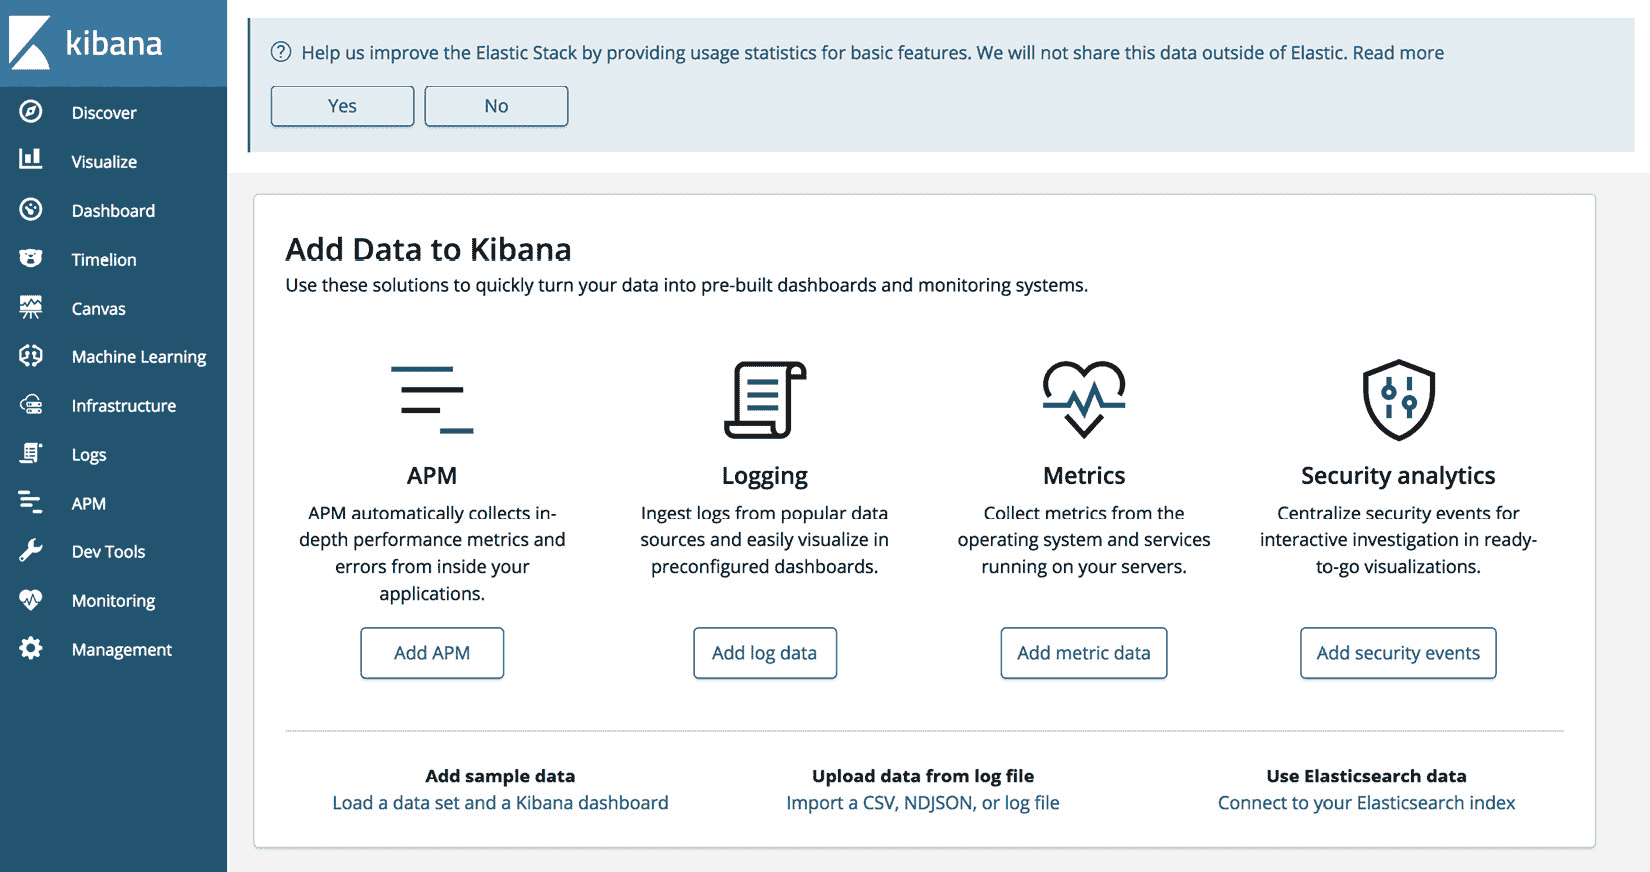 kibana
Discover
Visualize
Dashboard
Timelion
Canvas
Machine Learning
Infrastructure
Logs
APM
Dev Tools
Monitoring
Management
Help us improve the Elastic Stack by providing usage statistics for basic features. We will not share this data outside of Elastic. Read more
Yes
No
Add Data to Kibana
Use these solutions to quickly turn your data into pre-built dashboards and monitoring systems.
APM
APM automatically collects in-
depth performance metrics and
errors from inside your
applications.
Add APM
Logging
Ingest logs from popular data
sources and easily visualize in
preconfigured dashboards.
Add log data
Metrics
Collect metrics from the
operating system and services
running on your servers.
Add metric data
Security analytics
Centralize security events for
interactive investigation in ready-
to-go visualizations.
Add security events
Add sample data
Load a data set and a Kibana dashboard
Upload data from log file
Import a CSV, NDJSON, or log file
Use Elasticsearch data
Connect to your Elasticsearch index